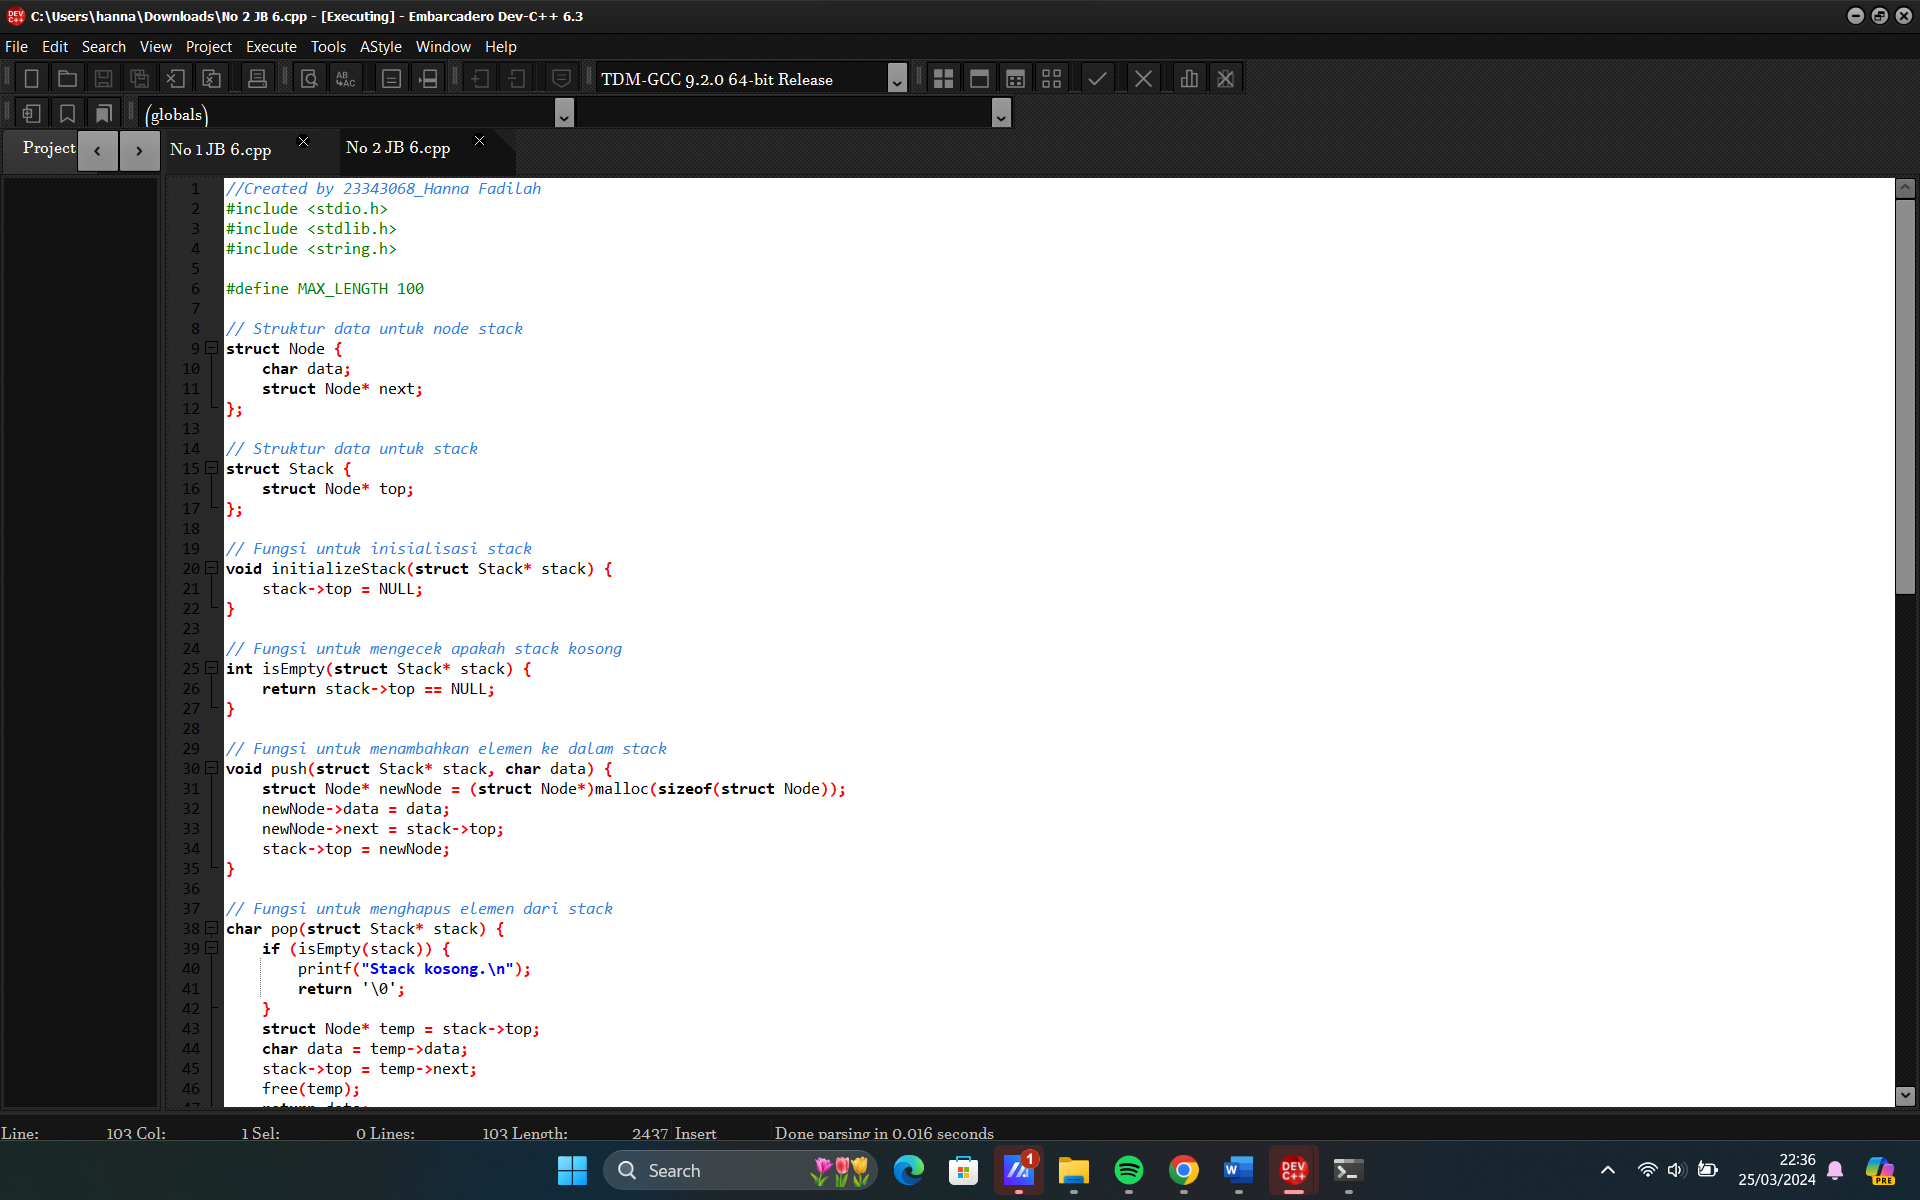 C:\Users\hanna\Downloads\No 2 JB 6.cpp - [Executing] - Embarcadero Dev-C++ 6.3
File Edit Search View Project Execute Tools AStyle Window Help
TDM-GCC 9.2.0 64-bit Release
(globals)
Project No 1 JB 6.cpp No 2 JB 6.cpp
1 //Created by 23343068_Hanna Fadilah
2 #include <stdio.h>
3 #include <stdlib.h>
4 #include <string.h>
5
6 #define MAX_LENGTH 100
7
8 // Struktur data untuk node stack
9 struct Node {
10 char data;
11 struct Node* next;
12 };
13
14 // Struktur data untuk stack
15 struct Stack {
16 struct Node* top;
17 };
18
19 // Fungsi untuk inisialisasi stack
20 void initializeStack(struct Stack* stack) {
21 stack->top = NULL;
22 }
23
24 // Fungsi untuk mengecek apakah stack kosong
25 int isEmpty(struct Stack* stack) {
26 return stack->top == NULL;
27 }
28
29 // Fungsi untuk menambahkan elemen ke dalam stack
30 void push(struct Stack* stack, char data) {
31 struct Node* newNode = (struct Node*)malloc(sizeof(struct Node));
32 newNode->data = data;
33 newNode->next = stack->top;
34 stack->top = newNode;
35 }
36
37 // Fungsi untuk menghapus elemen dari stack
38 char pop(struct Stack* stack) {
39 if (isEmpty(stack)) {
40 printf("Stack kosong.\n");
41 return '\0';
42 }
43 struct Node* temp = stack->top;
44 char data = temp->data;
45 stack->top = temp->next;
46 free(temp);
47 return data;
Line: 103 Col: 1 Sel: 0 Lines: 103 Length: 2437 Insert Done parsing in 0.016 seconds
Search
1
DEV C++
22:36
25/03/2024
PRE